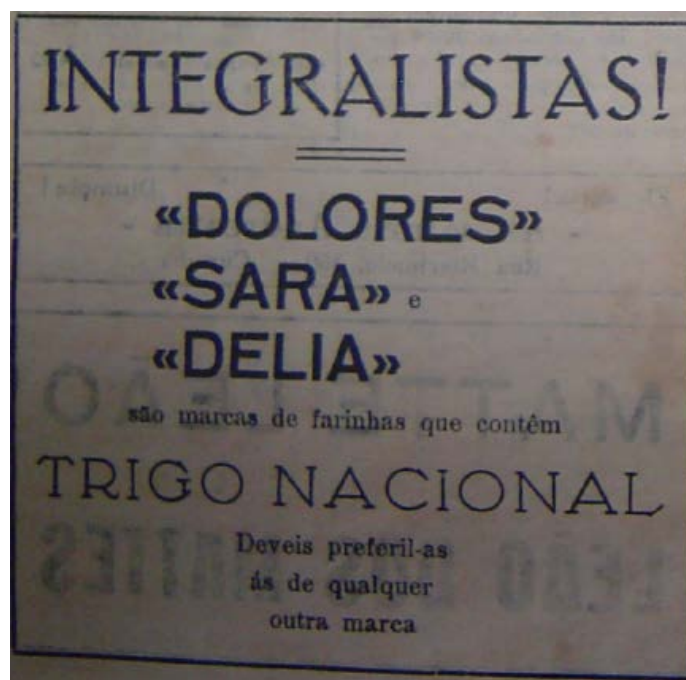 INTEGRALISTAS!
«DOLORES»
«SARA» e
«DELIA»
são marcas de farinhas que contêm
TRIGO NACIONAL
Deveis preferil-as
ás de qualquer
outra marca